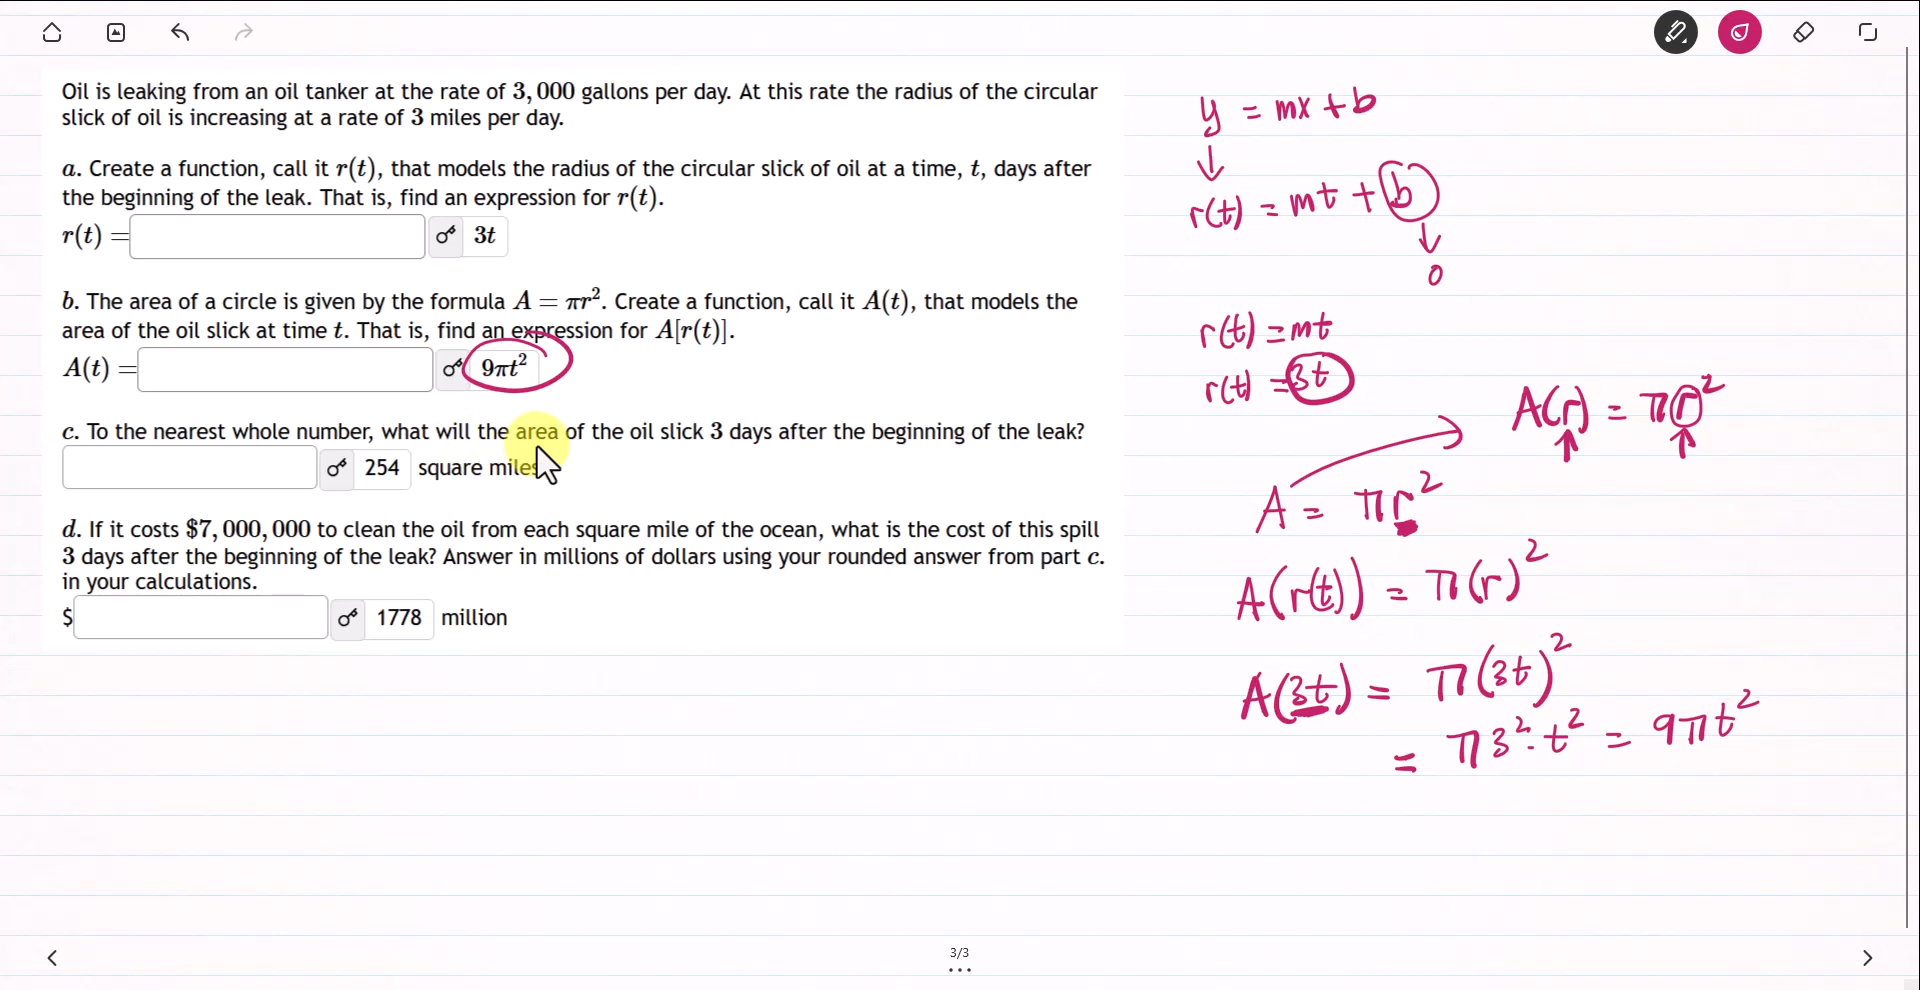 Oil is leaking from an oil tanker at the rate of 3,000 gallons per day. At this rate the radius of the circular
slick of oil is increasing at a rate of 3 miles per day.
a. Create a function, call it r(t), that models the radius of the circular slick of oil at a time, t, days after
the beginning of the leak. That is, find an expression for r(t).
r(t) = 3t
b. The area of a circle is given by the formula A = πr². Create a function, call it A(t), that models the
area of the oil slick at time t. That is, find an expression for A[r(t)].
A(t) = 9πt²
c. To the nearest whole number, what will the area of the oil slick 3 days after the beginning of the leak?
254 square miles
d. If it costs $7,000,000 to clean the oil from each square mile of the ocean, what is the cost of this spill
3 days after the beginning of the leak? Answer in millions of dollars using your rounded answer from part c.
in your calculations.
$ 1778 million
y = mx + b
r(t) = mt + b
0
r(t) = mt
r(t) = 3t
A(r) = πr²
A = πr²
A(r(t)) = π(r)²
A(3t) = π(3t)²
= π3²·t² = 9πt²
3/3